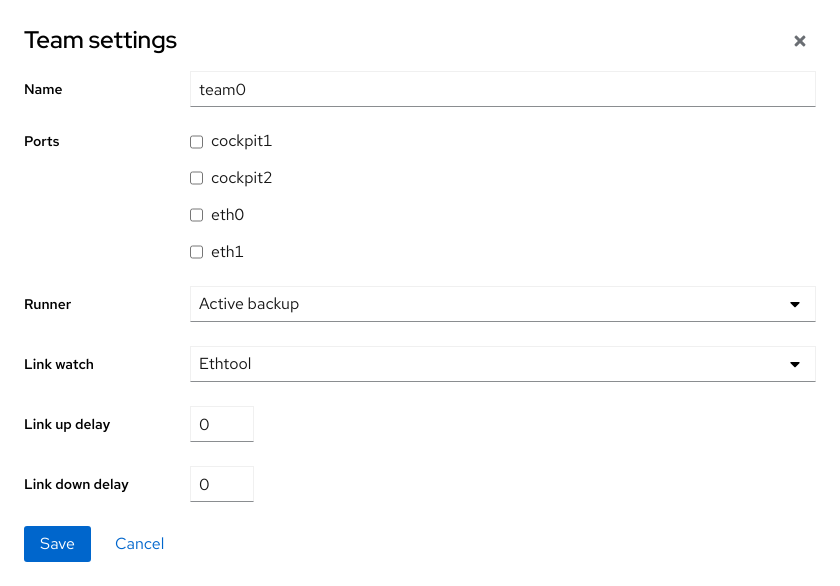 Team settings
Name
team0
Ports
cockpit1
cockpit2
eth0
eth1
Runner
Active backup
Link watch
Ethtool
Link up delay
0
Link down delay
0
Save Cancel